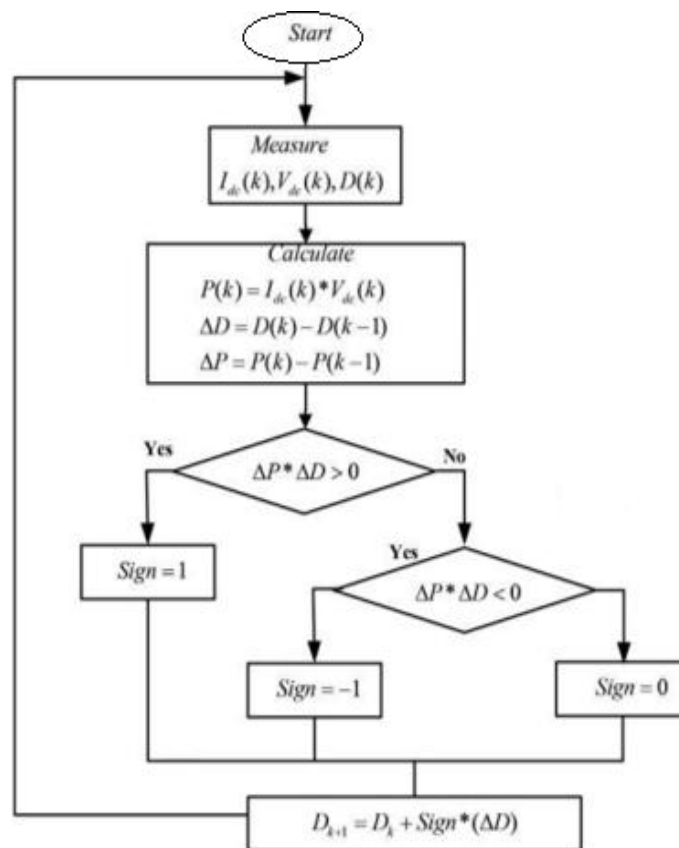 Start
Measure
I_dc(k),V_dc(k),D(k)
Calculate
P(k)=I_dc(k)*V_dc(k)
ΔD=D(k)−D(k−1)
ΔP=P(k)−P(k−1)
Yes
ΔP*ΔD>0
No
Sign=1
Yes
ΔP*ΔD<0
Sign=−1
Sign=0
D_{k+1}=D_k+Sign*(ΔD)